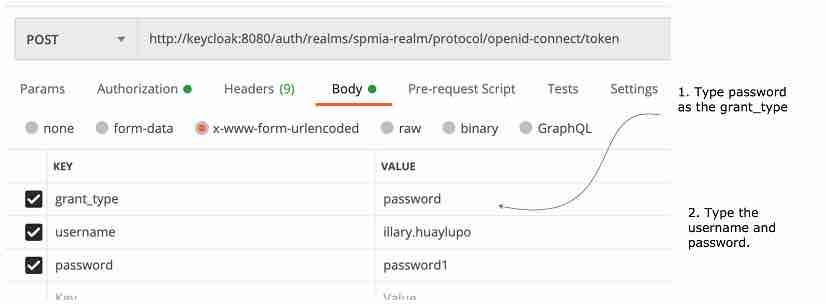 POST http://keycloak:8080/auth/realms/spmia-realm/protocol/openid-connect/token
Params Authorization Headers (9) Body Pre-request Script Tests Settings
none form-data x-www-form-urlencoded raw binary GraphQL
KEY VALUE
grant_type password
username illary.huaylupo
password password1
Key Value
1. Type password
as the grant_type
2. Type the
username and
password.